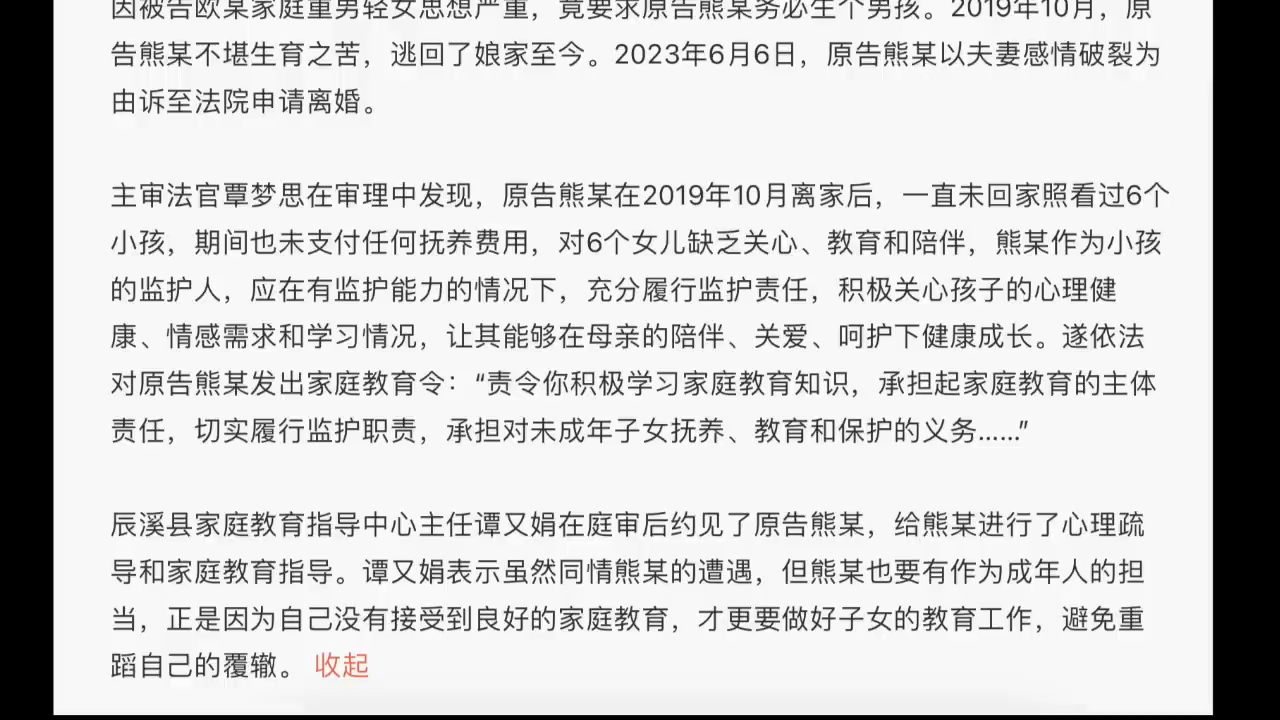 因被告欧某家庭重男轻女思想严重，竟要求原告熊某务必生个男孩。2019年10月，原
告熊某不堪生育之苦，逃回了娘家至今。2023年6月6日，原告熊某以夫妻感情破裂为
由诉至法院申请离婚。
主审法官覃梦思在审理中发现，原告熊某在2019年10月离家后，一直未回家照看过6个
小孩，期间也未支付任何抚养费用，对6个女儿缺乏关心、教育和陪伴，熊某作为小孩
的监护人，应在有监护能力的情况下，充分履行监护责任，积极关心孩子的心理健
康、情感需求和学习情况，让其能够在母亲的陪伴、关爱、呵护下健康成长。遂依法
对原告熊某发出家庭教育令：“责令你积极学习家庭教育知识，承担起家庭教育的主体
责任，切实履行监护职责，承担对未成年子女抚养、教育和保护的义务……”
辰溪县家庭教育指导中心主任谭又娟在庭审后约见了原告熊某，给熊某进行了心理疏
导和家庭教育指导。谭又娟表示虽然同情熊某的遭遇，但熊某也要有作为成年人的担
当，正是因为自己没有接受到良好的家庭教育，才更要做好子女的教育工作，避免重
蹈自己的覆辙。 收起